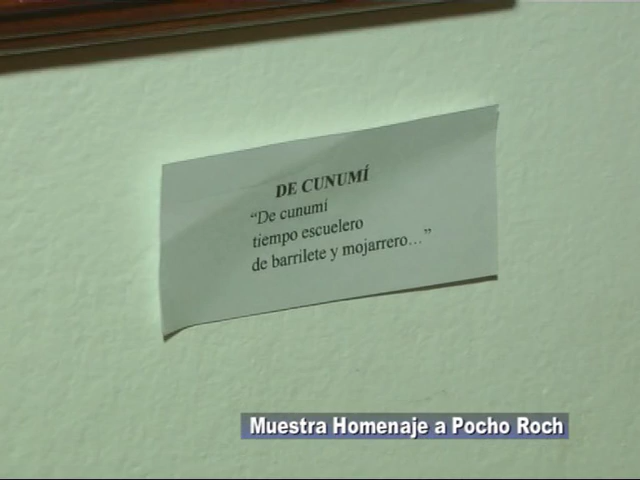 DE CUNUMÍ
“De cunumí
tiempo escuelero
de barrilete y mojarrero...”
Muestra Homenaje a Pocho Roch